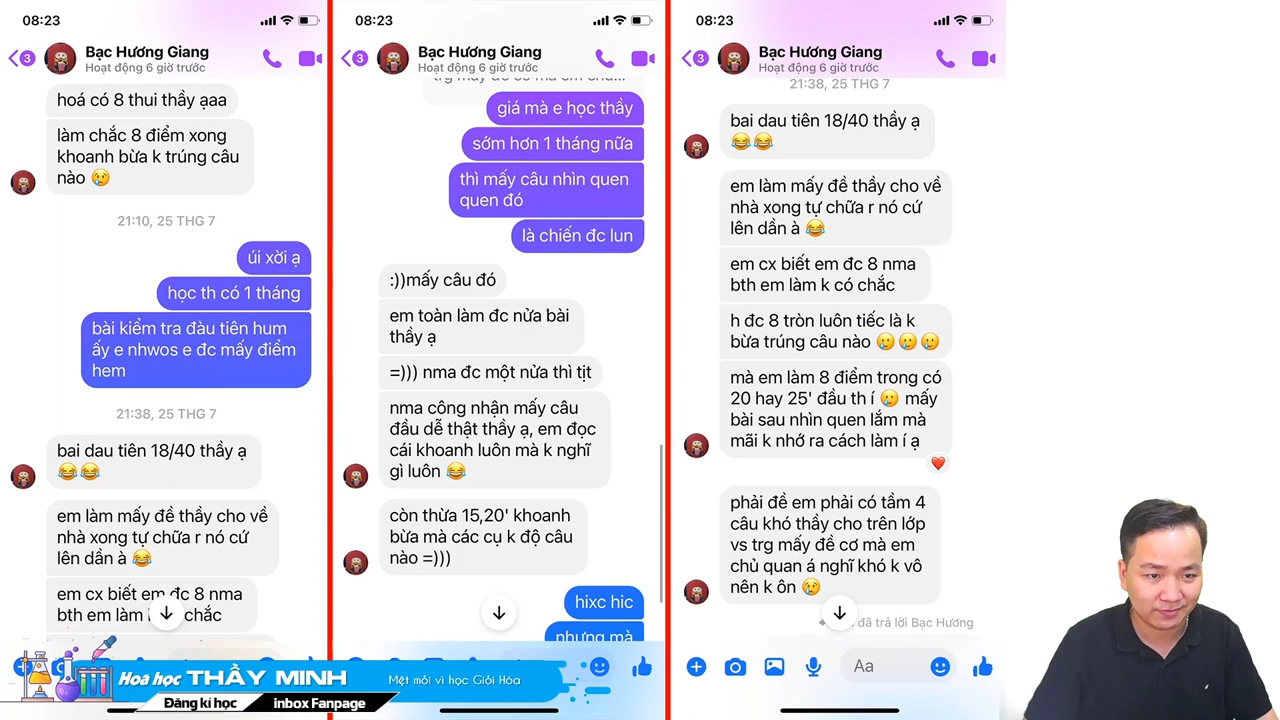 08:23
3
Bạc Hương Giang
Hoạt động 6 giờ trước
hoá có 8 thui thầy ạaa
làm chắc 8 điểm xong
khoanh bừa k trúng câu
nào 😢
21:10, 25 THG 7
úi xời ạ
học th có 1 tháng
bài kiểm tra đàu tiên hum
ấy e nhwos e đc mấy điểm
hem
21:38, 25 THG 7
bai dau tiên 18/40 thầy ạ
😂😂
em làm mấy đề thầy cho về
nhà xong tự chữa r nó cứ
lên dần à 😂
em cx biết em đc 8 nma
bth em làm k có chắc
08:23
3
Bạc Hương Giang
Hoạt động 6 giờ trước
giá mà e học thầy
sớm hơn 1 tháng nữa
thì mấy câu nhìn quen
quen đó
là chiến đc lun
:))mấy câu đó
em toàn làm đc nửa bài
thầy ạ
=))) nma đc một nửa thì tịt
nma công nhận mấy câu
đầu dễ thật thầy ạ, em đọc
cái khoanh luôn mà k nghĩ
gì luôn 😂
còn thừa 15,20' khoanh
bừa mà các cụ k độ câu
nào =)))
hixc hic
nhưng mà
08:23
3
Bạc Hương Giang
Hoạt động 6 giờ trước
21:38, 25 THG 7
bai dau tiên 18/40 thầy ạ
😂😂
em làm mấy đề thầy cho về
nhà xong tự chữa r nó cứ
lên dần à 😂
em cx biết em đc 8 nma
bth em làm k có chắc
h đc 8 tròn luôn tiếc là k
bừa trúng câu nào 🥲🥲🥲
mà em làm 8 điểm trong có
20 hay 25' đầu th í 🥲 mấy
bài sau nhìn quen lắm mà
mãi k nhớ ra cách làm í ạ
phải đề em phải có tầm 4
câu khó thầy cho trên lớp
vs trg mấy đề cơ mà em
chủ quan á nghĩ khó k vô
nên k ôn 😢
đã trả lời Bạc Hương
Aa
Hoá học THẦY MINH
Mệt mỏi vì học Giỏi Hóa
Đăng kí học
inbox Fanpage